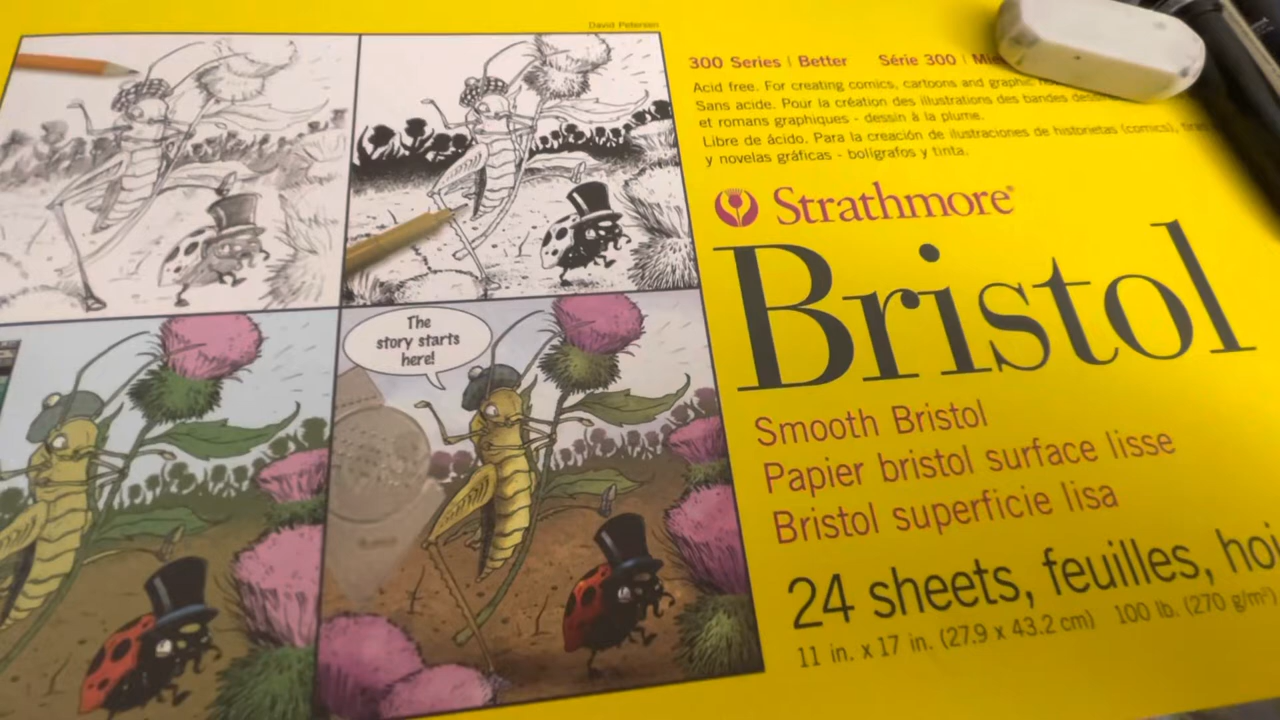 David Petersen
The
story starts
here!
300 Series | Better Série 300 |
Acid free. For creating comics, cartoons and graphic
Sans acide. Pour la création des illustrations des bandes
et romans graphiques - dessin à la plume.
Libre de ácido. Para la creación de ilustraciones de historietas (comics),
y novelas gráficas - bolígrafos y tinta.
Strathmore®
Bristol
Smooth Bristol
Papier bristol surface lisse
Bristol superficie lisa
24 sheets, feuilles,
11 in. x 17 in. (27.9 x 43.2 cm) 100 lb. (270 g/m²)